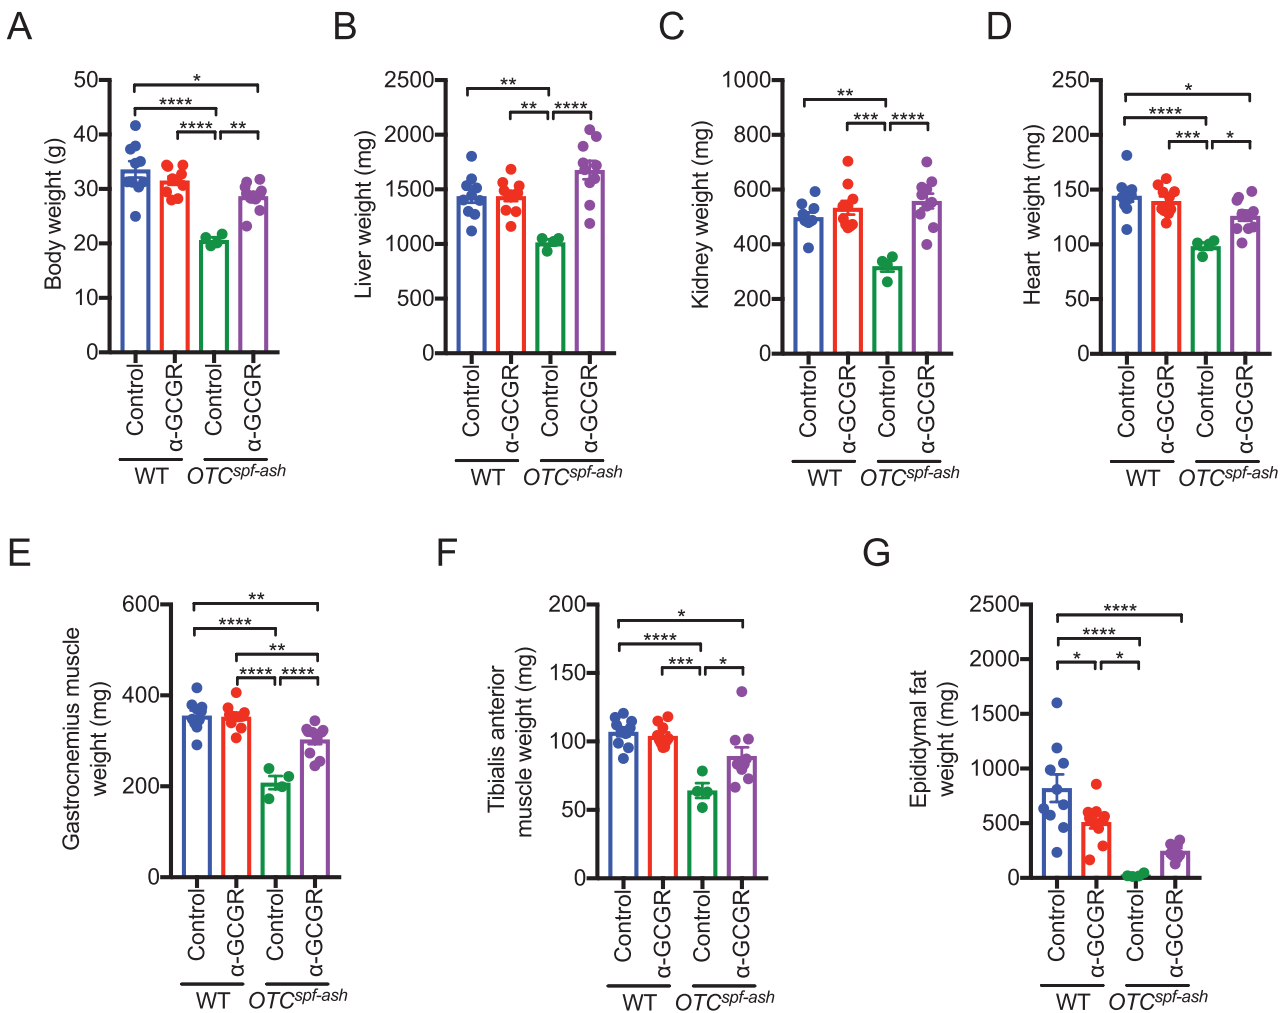 A
B
C
D
Body weight (g)
50
40
30
20
10
0
*
****
****
**
Control
α-GCGR
Control
α-GCGR
WT
OTCspf-ash
Liver weight (mg)
2500
2000
1500
1000
500
0
**
**
****
Control
α-GCGR
Control
α-GCGR
WT
OTCspf-ash
Kidney weight (mg)
1000
800
600
400
200
0
**
***
****
Control
α-GCGR
Control
α-GCGR
WT
OTCspf-ash
Heart weight (mg)
250
200
150
100
50
0
*
****
***
*
Control
α-GCGR
Control
α-GCGR
WT
OTCspf-ash
E
F
G
Gastrocnemius muscle
weight (mg)
600
400
200
0
**
****
**
****
****
Control
α-GCGR
Control
α-GCGR
WT
OTCspf-ash
Tibialis anterior
muscle weight (mg)
200
150
100
50
0
*
****
***
*
Control
α-GCGR
Control
α-GCGR
WT
OTCspf-ash
Epididymal fat
weight (mg)
2500
2000
1500
1000
500
0
****
****
*
*
Control
α-GCGR
Control
α-GCGR
WT
OTCspf-ash